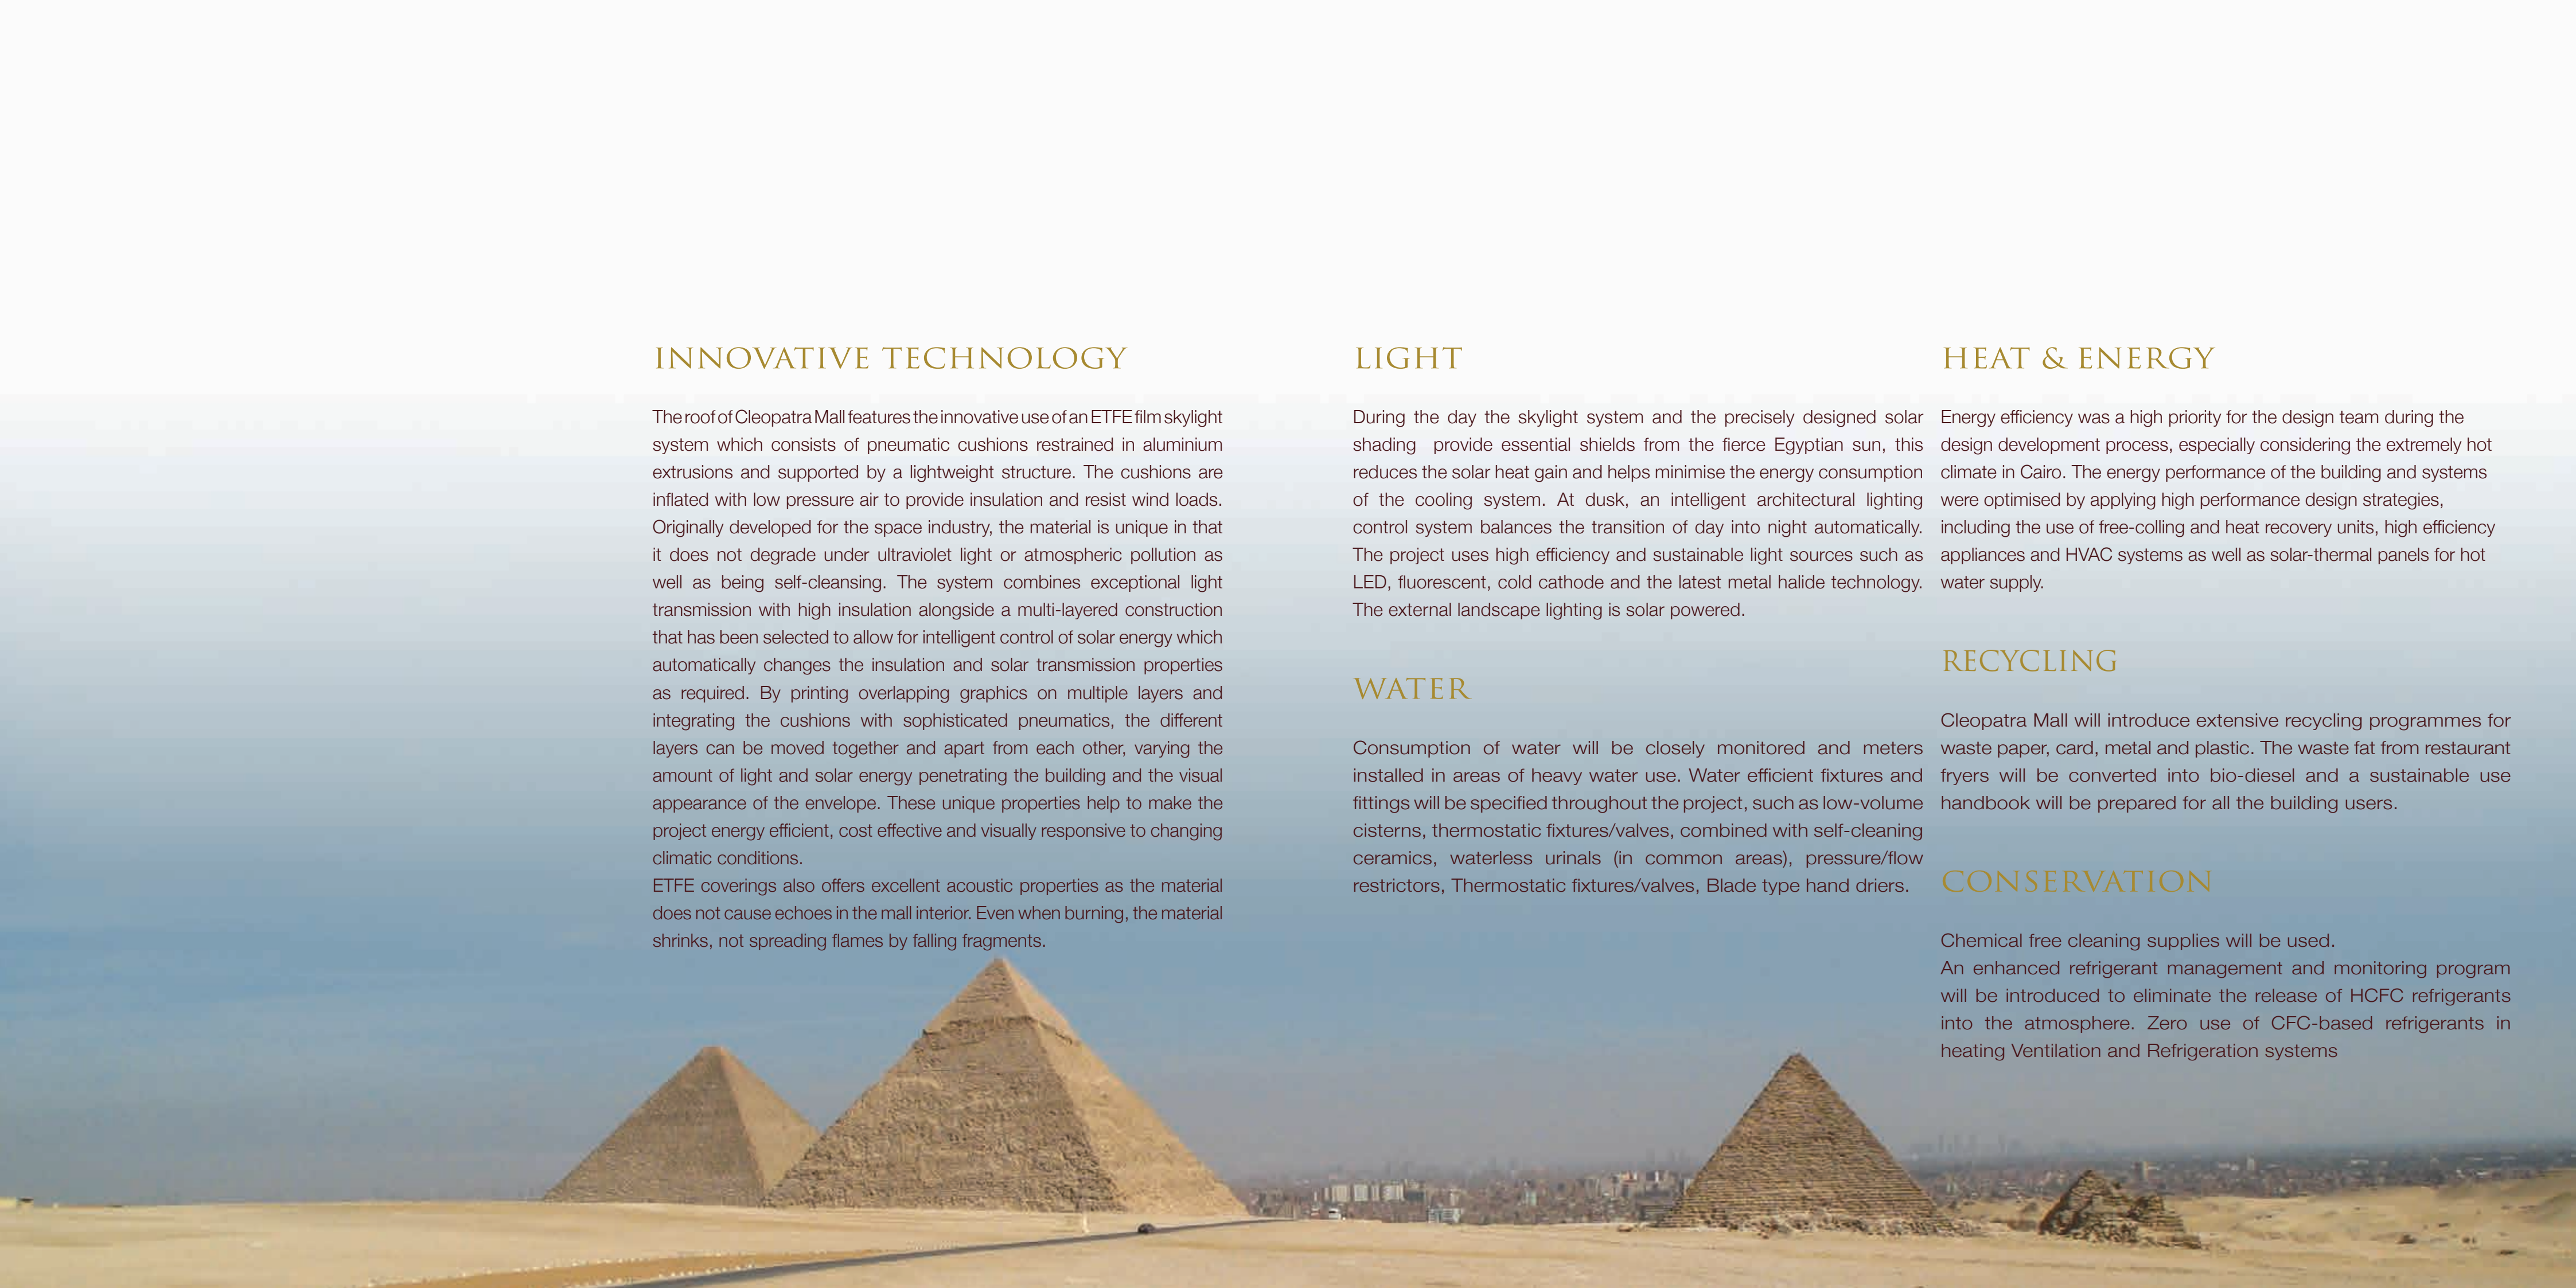 INNOVATIVE TECHNOLOGY
The roof of Cleopatra Mall features the innovative use of an ETFE film skylight
system which consists of pneumatic cushions restrained in aluminium
extrusions and supported by a lightweight structure. The cushions are
inflated with low pressure air to provide insulation and resist wind loads.
Originally developed for the space industry, the material is unique in that
it does not degrade under ultraviolet light or atmospheric pollution as
well as being self-cleansing. The system combines exceptional light
transmission with high insulation alongside a multi-layered construction
that has been selected to allow for intelligent control of solar energy which
automatically changes the insulation and solar transmission properties
as required. By printing overlapping graphics on multiple layers and
integrating the cushions with sophisticated pneumatics, the different
layers can be moved together and apart from each other, varying the
amount of light and solar energy penetrating the building and the visual
appearance of the envelope. These unique properties help to make the
project energy efficient, cost effective and visually responsive to changing
climatic conditions.
ETFE coverings also offers excellent acoustic properties as the material
does not cause echoes in the mall interior. Even when burning, the material
shrinks, not spreading flames by falling fragments.
LIGHT
During the day the skylight system and the precisely designed solar
shading provide essential shields from the fierce Egyptian sun, this
reduces the solar heat gain and helps minimise the energy consumption
of the cooling system. At dusk, an intelligent architectural lighting
control system balances the transition of day into night automatically.
The project uses high efficiency and sustainable light sources such as
LED, fluorescent, cold cathode and the latest metal halide technology.
The external landscape lighting is solar powered.
WATER
Consumption of water will be closely monitored and meters
installed in areas of heavy water use. Water efficient fixtures and
fittings will be specified throughout the project, such as low-volume
cisterns, thermostatic fixtures/valves, combined with self-cleaning
ceramics, waterless urinals (in common areas), pressure/flow
restrictors, Thermostatic fixtures/valves, Blade type hand driers.
HEAT & ENERGY
Energy efficiency was a high priority for the design team during the
design development process, especially considering the extremely hot
climate in Cairo. The energy performance of the building and systems
were optimised by applying high performance design strategies,
including the use of free-colling and heat recovery units, high efficiency
appliances and HVAC systems as well as solar-thermal panels for hot
water supply.
RECYCLING
Cleopatra Mall will introduce extensive recycling programmes for
waste paper, card, metal and plastic. The waste fat from restaurant
fryers will be converted into bio-diesel and a sustainable use
handbook will be prepared for all the building users.
CONSERVATION
Chemical free cleaning supplies will be used.
An enhanced refrigerant management and monitoring program
will be introduced to eliminate the release of HCFC refrigerants
into the atmosphere. Zero use of CFC-based refrigerants in
heating Ventilation and Refrigeration systems